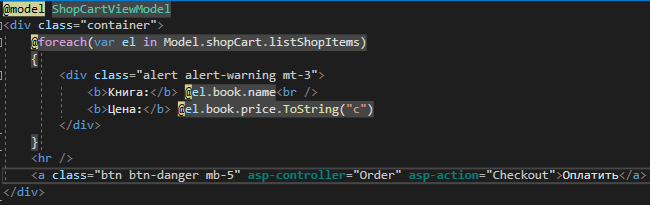 @model ShopCartViewModel
<div class="container">
@foreach(var el in Model.shopCart.listShopItems)
{
<div class="alert alert-warning mt-3">
<b>Книга:</b> @el.book.name<br />
<b>Цена:</b> @el.book.price.ToString("c")
</div>
}
<hr />
<a class="btn btn-danger mb-5" asp-controller="Order" asp-action="Checkout">Оплатить</a>
</div>